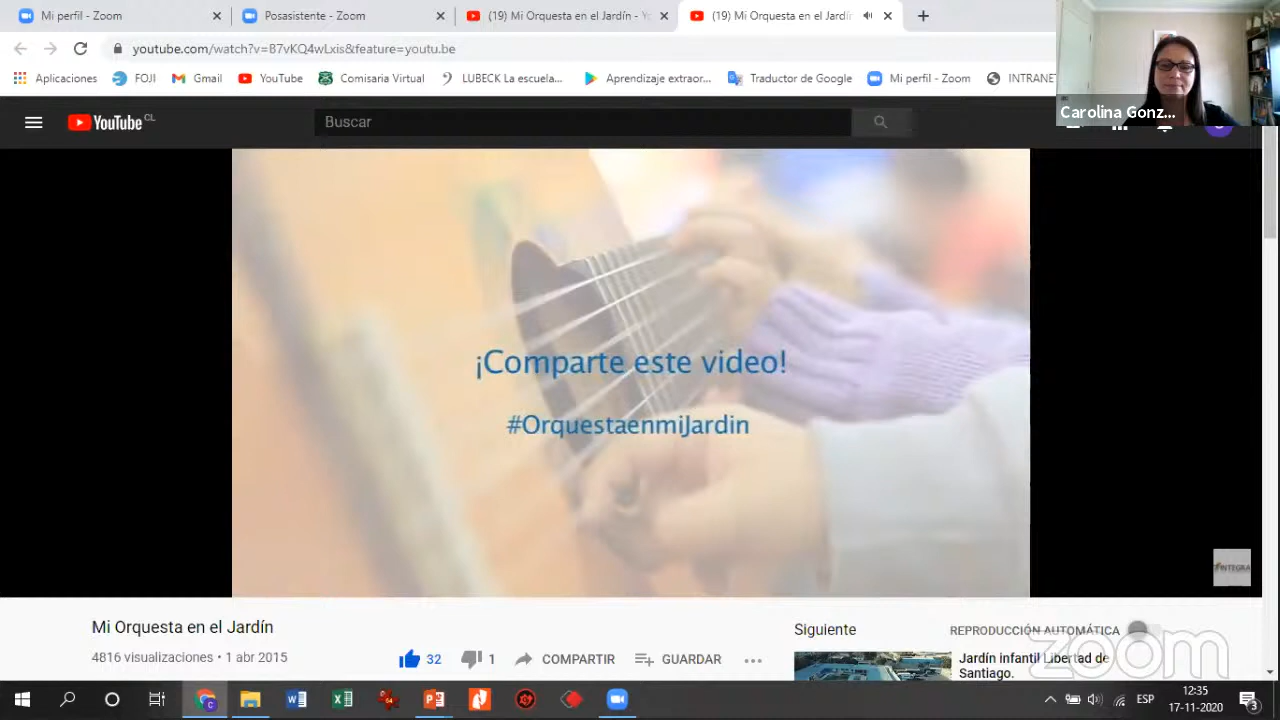 Mi perfil - Zoom
Posasistente - Zoom
(19) Mi Orquesta en el Jardín - Yo
(19) Mi Orquesta en el Jardín
youtube.com/watch?v=87vKQ4wLxis&feature=youtu.be
Aplicaciones
FOJI
Gmail
YouTube
Comisaria Virtual
LUBECK La escuela...
Aprendizaje extraor...
Traductor de Google
Mi perfil - Zoom
INTRANET
Carolina Gonz...
YouTube CL
Buscar
¡Comparte este video!
#OrquestaenmiJardin
INTEGRA
Mi Orquesta en el Jardín
4816 visualizaciones • 1 abr 2015
32
1
COMPARTIR
GUARDAR
Siguiente
REPRODUCCIÓN AUTOMÁTICA
Jardín infantil Libertad de
Santiago.
zoom
ESP
12:35
17-11-2020
3